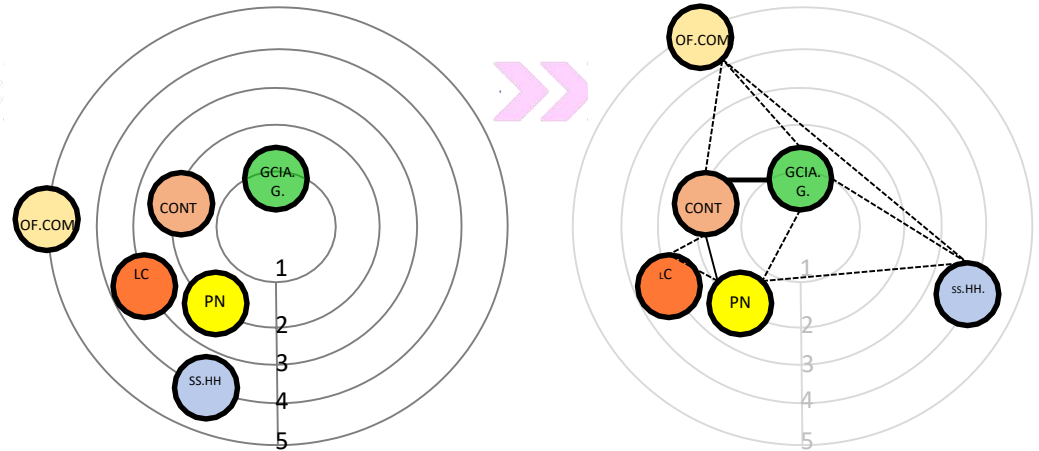 GCIA.
G.
CONT
OF.COM
LC
PN
SS.HH
1
2
3
4
5
OF.COM
GCIA.
G.
CONT
LC
PN
SS.HH.
1
2
3
4
5